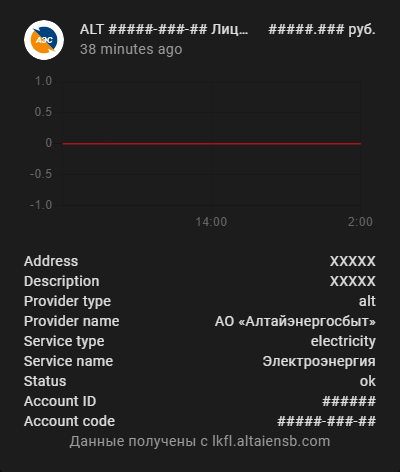 АЭС
ALT #####-###-## Лиц... #####.### руб.
38 minutes ago
1.0
0.5
0
-0.5
-1.0
14:00 2:00
Address XXXXX
Description XXXXX
Provider type alt
Provider name АО «Алтайэнергосбыт»
Service type electricity
Service name Электроэнергия
Status ok
Account ID ######
Account code #####-###-##
Данные получены с lkfl.altaiensb.com